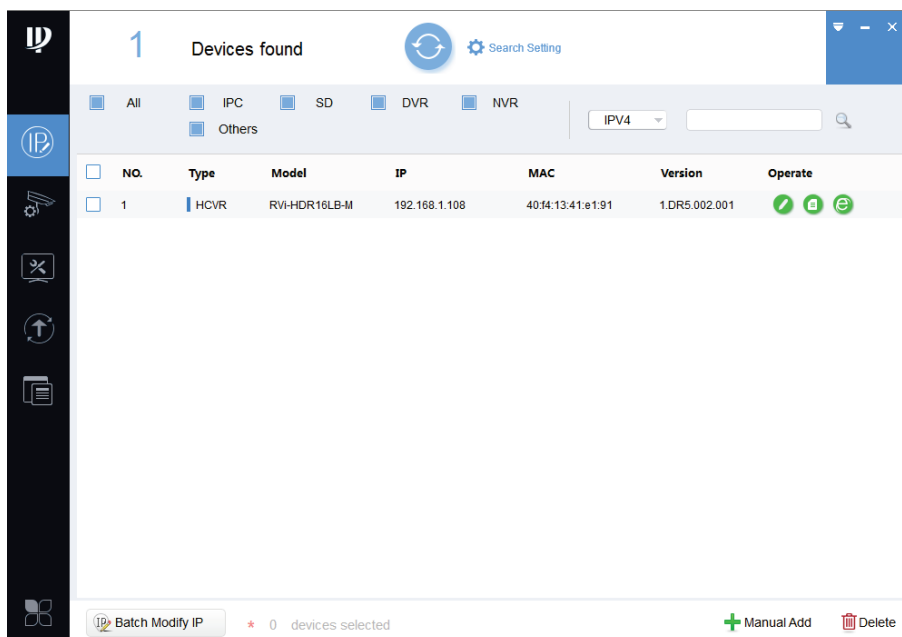 1 Devices found Search Setting
All IPC SD DVR NVR
Others
IPV4
NO. Type Model IP MAC Version Operate
1 HCVR RVi-HDR16LB-M 192.168.1.108 40:f4:13:41:e1:91 1.DR5.002.001
Batch Modify IP * 0 devices selected Manual Add Delete